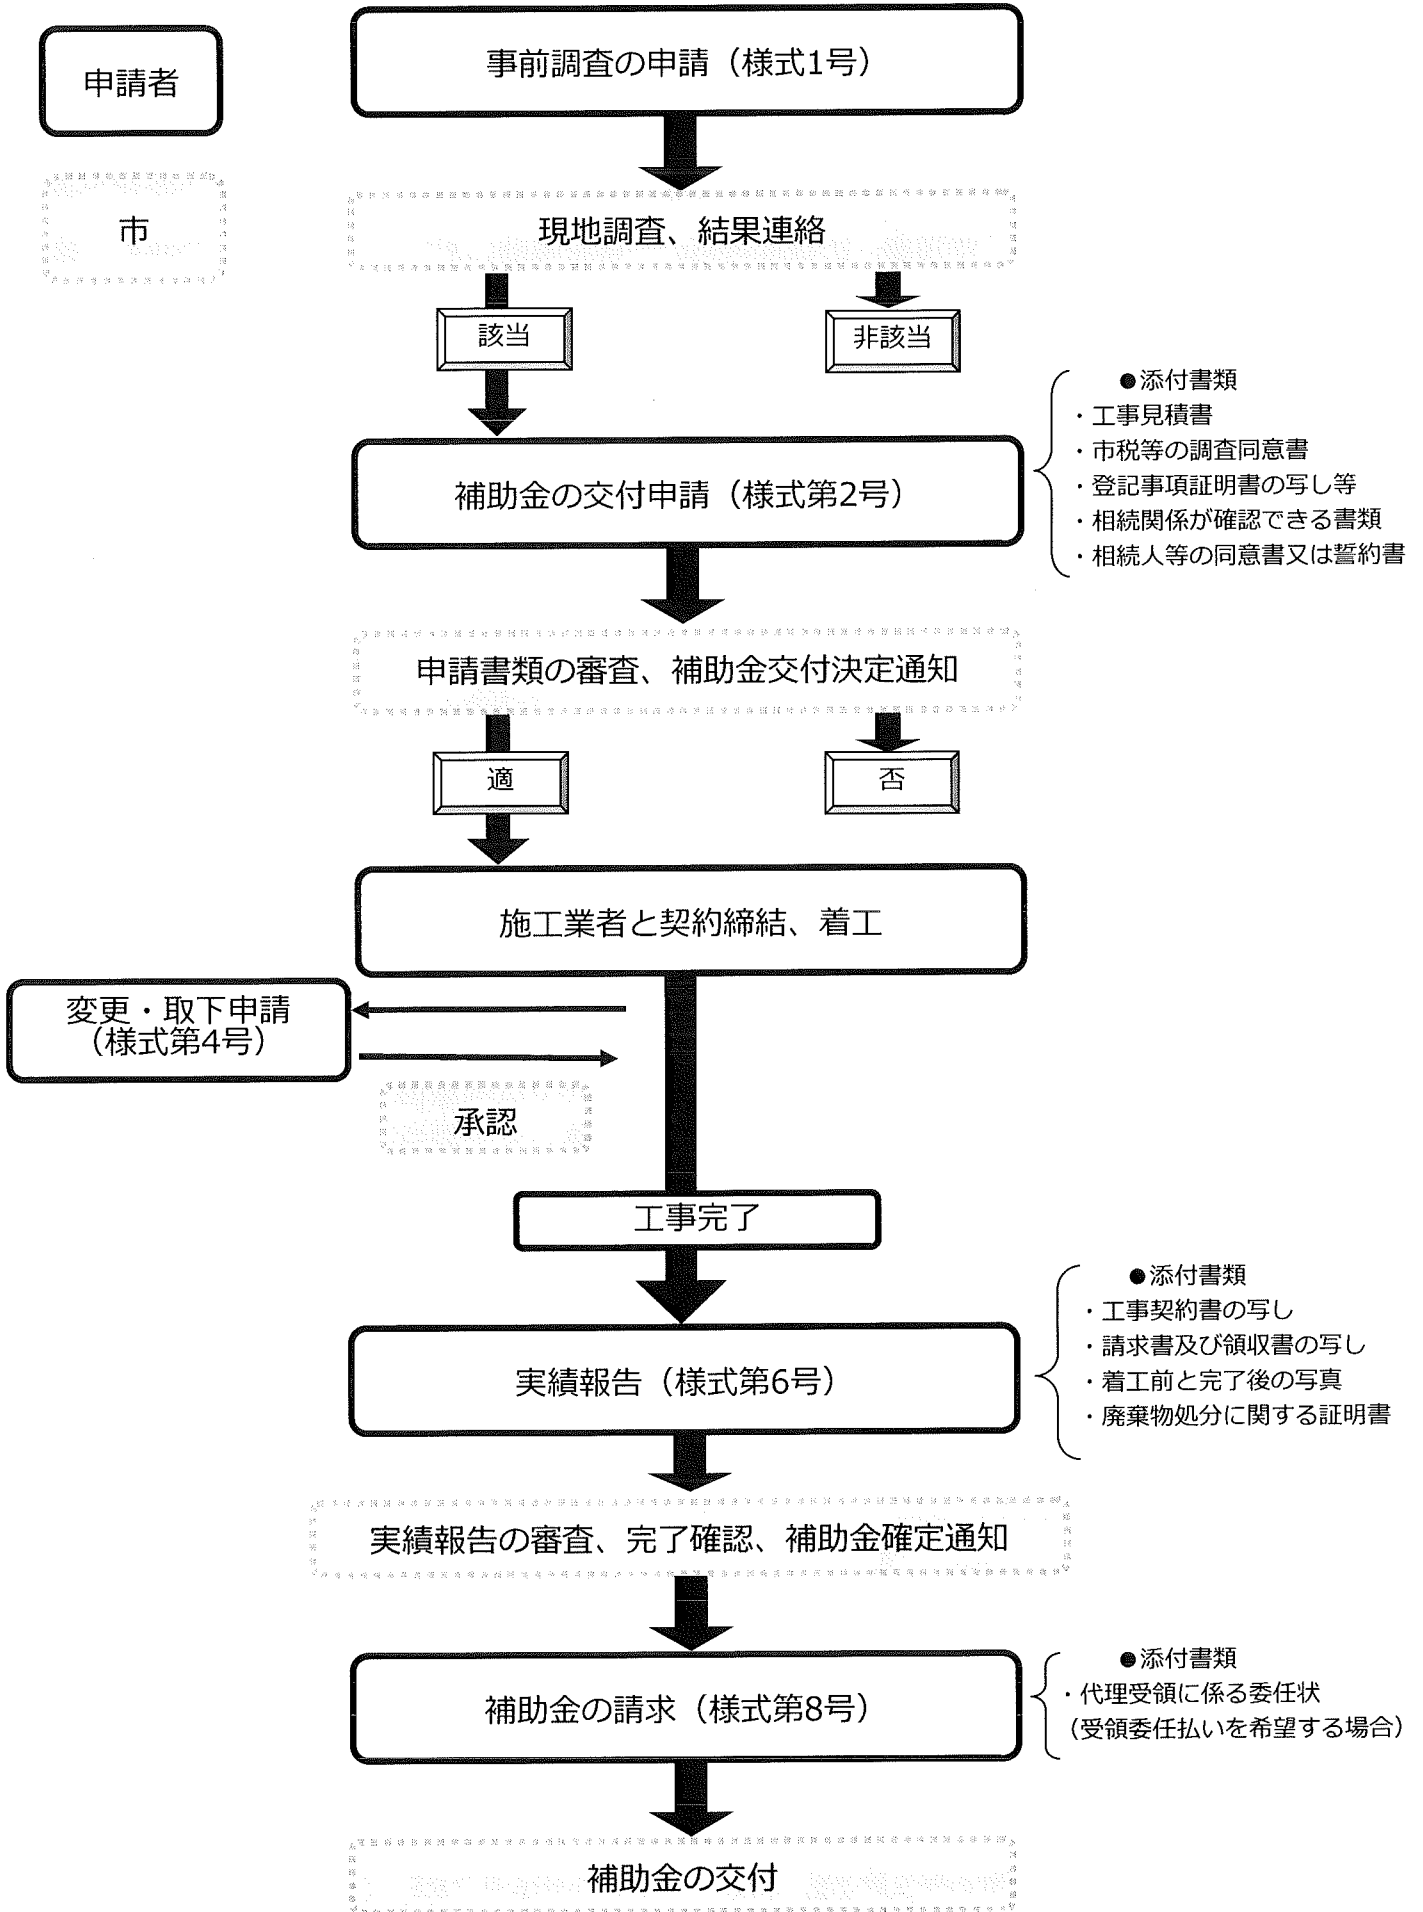 申請者
事前調査の申請（様式1号）
市
現地調査、結果連絡
該当
非該当
●添付書類
・工事見積書
・市税等の調査同意書
・登記事項証明書の写し等
・相続関係が確認できる書類
・相続人等の同意書又は誓約書
補助金の交付申請（様式第2号）
申請書類の審査、補助金交付決定通知
適
否
施工業者と契約締結、着工
変更・取下申請
（様式第4号）
承認
工事完了
●添付書類
・工事契約書の写し
・請求書及び領収書の写し
・着工前と完了後の写真
・廃棄物処分に関する証明書
実績報告（様式第6号）
実績報告の審査、完了確認、補助金確定通知
●添付書類
・代理受領に係る委任状
（受領委任払いを希望する場合）
補助金の請求（様式第8号）
補助金の交付